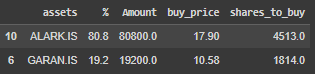 assets % Amount buy_price shares_to_buy
10 ALARK.IS 80.8 80800.0 17.90 4513.0
6 GARAN.IS 19.2 19200.0 10.58 1814.0